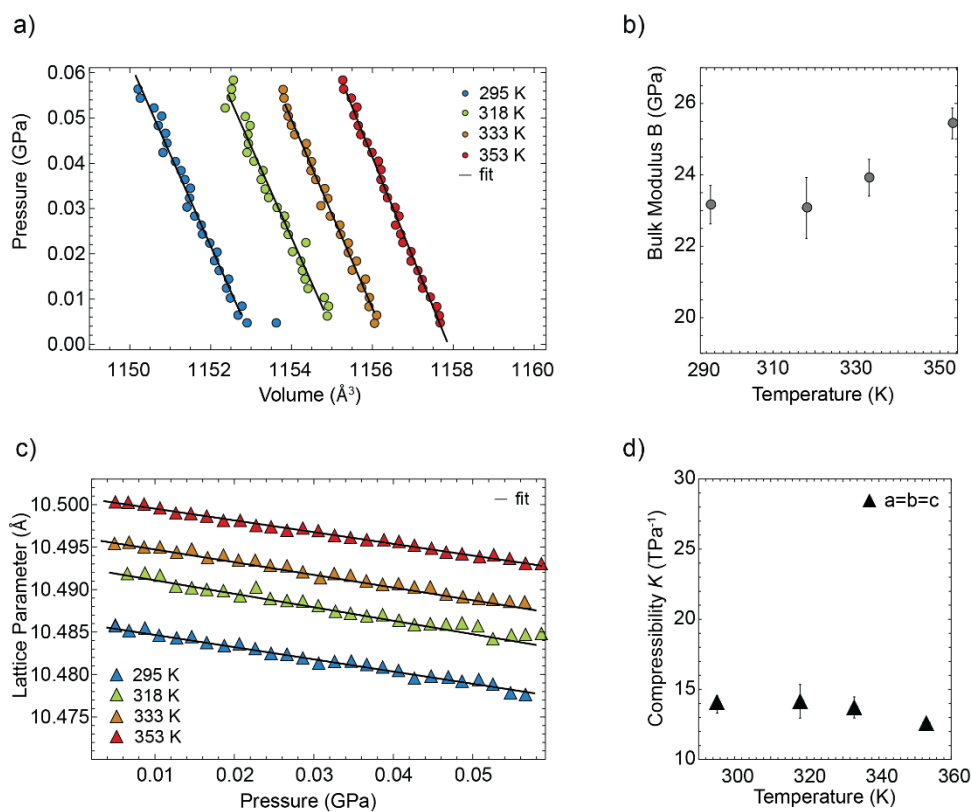 a)
Pressure (GPa)
0.06
0.05
0.04
0.03
0.02
0.01
0.00
1150 1152 1154 1156 1158 1160
Volume (Å³)
295 K
318 K
333 K
353 K
fit
b)
Bulk Modulus B (GPa)
26
24
22
20
290 310 330 350
Temperature (K)
c)
Lattice Parameter (Å)
10.500
10.495
10.490
10.485
10.480
10.475
0.01 0.02 0.03 0.04 0.05
Pressure (GPa)
fit
295 K
318 K
333 K
353 K
d)
Compressibility K (TPa⁻¹)
30
25
20
15
10
300 320 340 360
Temperature (K)
a=b=c